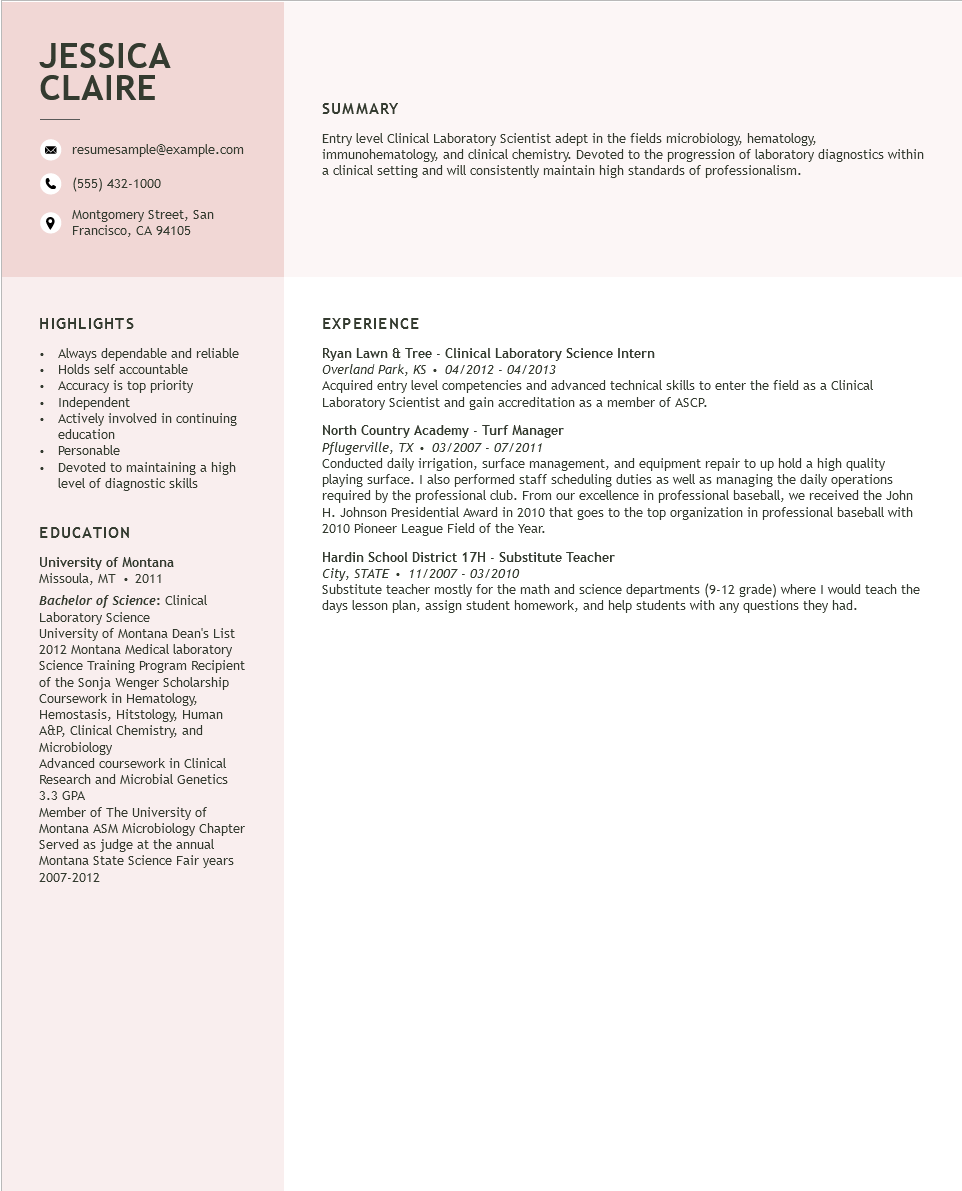 JESSICA
CLAIRE
resumesample@example.com
(555) 432-1000
Montgomery Street, San
Francisco, CA 94105
SUMMARY
Entry level Clinical Laboratory Scientist adept in the fields microbiology, hematology,
immunohematology, and clinical chemistry. Devoted to the progression of laboratory diagnostics within
a clinical setting and will consistently maintain high standards of professionalism.
HIGHLIGHTS
• Always dependable and reliable
• Holds self accountable
• Accuracy is top priority
• Independent
• Actively involved in continuing
education
• Personable
• Devoted to maintaining a high
level of diagnostic skills
EDUCATION
University of Montana
Missoula, MT • 2011
Bachelor of Science: Clinical
Laboratory Science
University of Montana Dean's List
2012 Montana Medical laboratory
Science Training Program Recipient
of the Sonja Wenger Scholarship
Coursework in Hematology,
Hemostasis, Hitstology, Human
A&P, Clinical Chemistry, and
Microbiology
Advanced coursework in Clinical
Research and Microbial Genetics
3.3 GPA
Member of The University of
Montana ASM Microbiology Chapter
Served as judge at the annual
Montana State Science Fair years
2007-2012
EXPERIENCE
Ryan Lawn & Tree - Clinical Laboratory Science Intern
Overland Park, KS • 04/2012 - 04/2013
Acquired entry level competencies and advanced technical skills to enter the field as a Clinical
Laboratory Scientist and gain accreditation as a member of ASCP.
North Country Academy - Turf Manager
Pflugerville, TX • 03/2007 - 07/2011
Conducted daily irrigation, surface management, and equipment repair to up hold a high quality
playing surface. I also performed staff scheduling duties as well as managing the daily operations
required by the professional club. From our excellence in professional baseball, we received the John
H. Johnson Presidential Award in 2010 that goes to the top organization in professional baseball with
2010 Pioneer League Field of the Year.
Hardin School District 17H - Substitute Teacher
City, STATE • 11/2007 - 03/2010
Substitute teacher mostly for the math and science departments (9-12 grade) where I would teach the
days lesson plan, assign student homework, and help students with any questions they had.